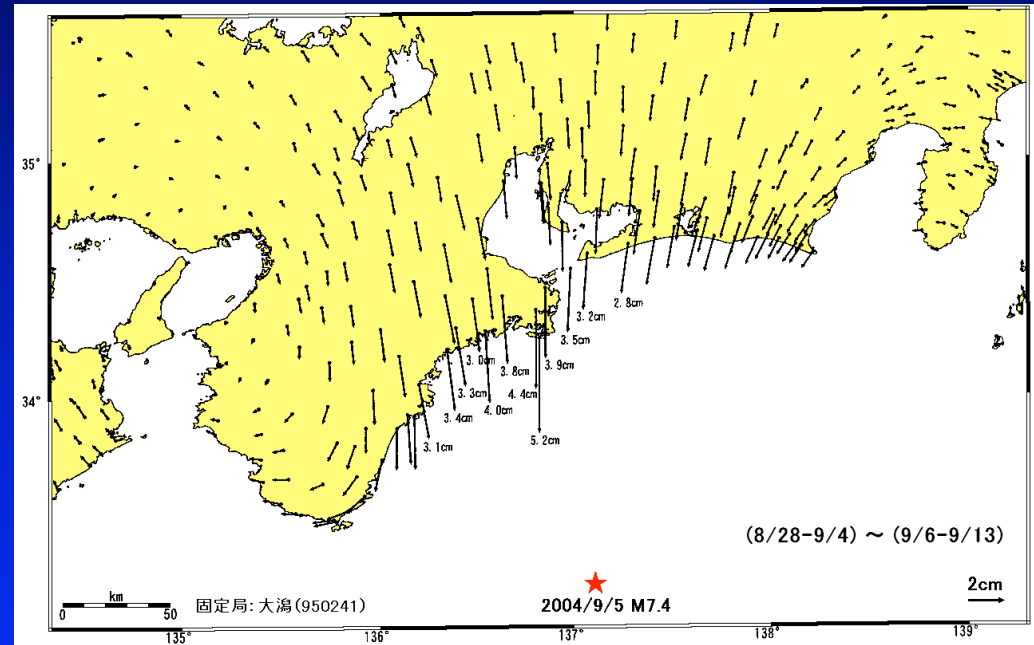 35°
34°
2.8cm
3.2cm
3.5cm
3.9cm
3.0cm
3.8cm
3.3cm
4.4cm
4.0cm
3.4cm
5.2cm
3.1cm
(8/28-9/4) ～ (9/6-9/13)
km
0 50
固定局:大潟(950241)
2004/9/5 M7.4
2cm
135° 136° 137° 138° 139°